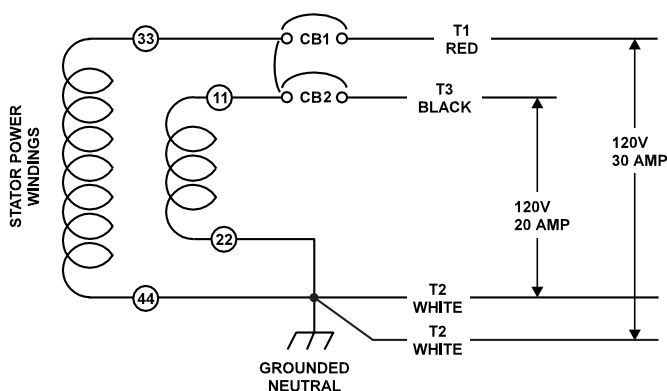 33
CB1
T1
RED
11
CB2
T3
BLACK
STATOR POWER
WINDINGS
120V
30 AMP
120V
20 AMP
22
44
T2
WHITE
T2
WHITE
GROUNDED
NEUTRAL